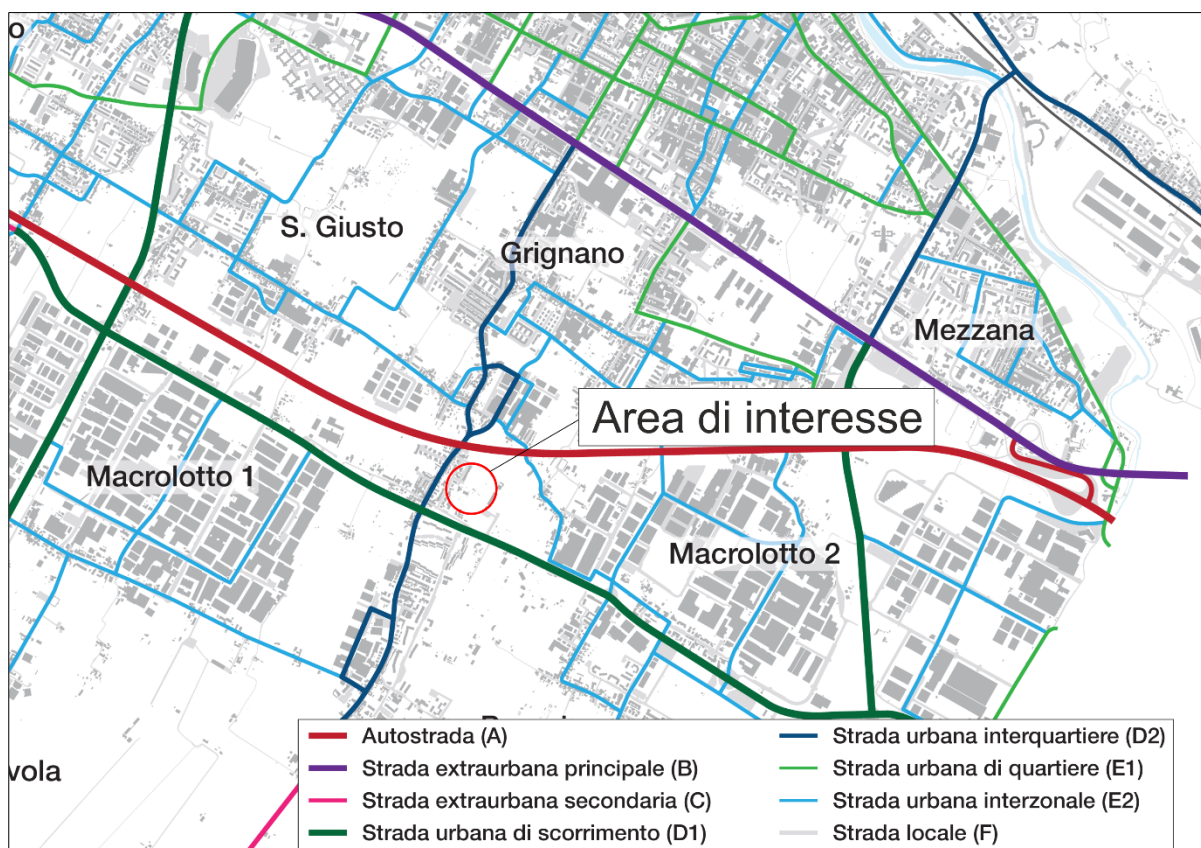 o
S. Giusto
Grignano
Mezzana
Area di interesse
Macrolotto 1
Macrolotto 2
vola
Autostrada (A)
Strada extraurbana principale (B)
Strada extraurbana secondaria (C)
Strada urbana di scorrimento (D1)
Strada urbana interquartiere (D2)
Strada urbana di quartiere (E1)
Strada urbana interzonale (E2)
Strada locale (F)